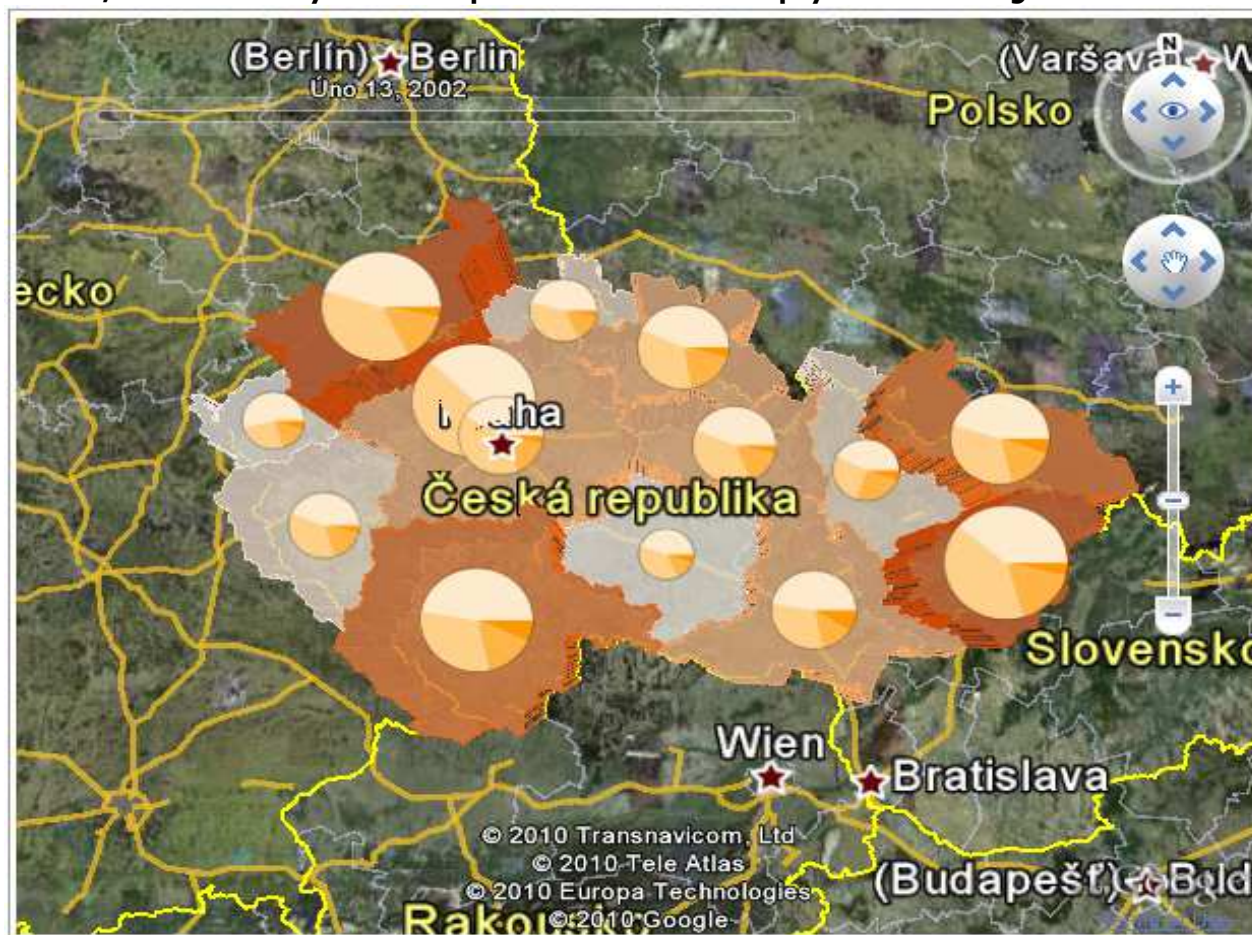 (Berlín) Berlin
Úno 13, 2002
(Varšava)
N
Polsko
ecko
Česká republika
Slovensko
Wien
Bratislava
© 2010 Transnavicom, Ltd
© 2010 Tele Atlas
© 2010 Europa Technologies
© 2010 Google
(Budapešť)
Rakousko